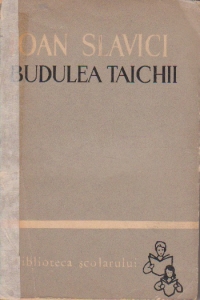 IOAN SLAVICI
BUDULEA TAICHII
Biblioteca școlarului